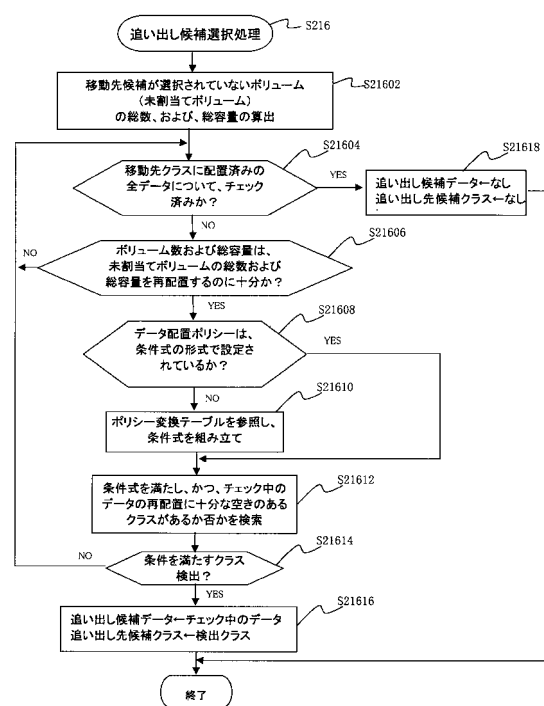 追い出し候補選択処理
S216
移動先候補が選択されていないボリューム
(未割当てボリューム)
の総数、および、総容量の算出
S21602
移動先クラスに配置済みの
全データについて、チェック
済みか?
S21604
YES
NO
追い出し候補データ←なし
追い出し先候補クラス←なし
S21618
ボリューム数および総容量は、
未割当てボリュームの総数および
総容量を再配置するのに十分か?
S21606
NO
YES
データ配置ポリシーは、
条件式の形式で設定さ
れているか?
S21608
YES
NO
ポリシー変換テーブルを参照し、
条件式を組み立て
S21610
条件式を満たし、かつ、チェック中の
データの再配置に十分な空きのある
クラスがあるか否かを検索
S21612
条件を満たすクラス
検出?
S21614
NO
YES
追い出し候補データ←チェック中のデータ
追い出し先候補クラス←検出クラス
S21616
終了